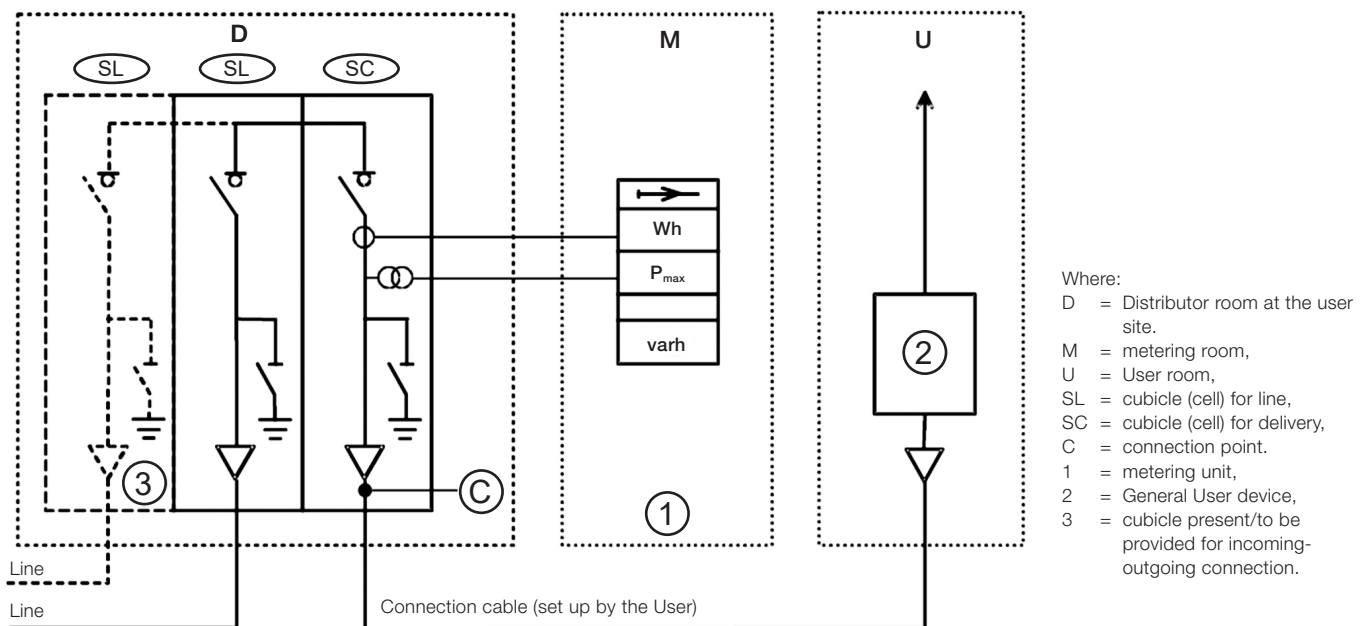 D
M
U
SL
SL
SC
Wh
Pmax
varh
2
3
C
1
Line
Line
Connection cable (set up by the User)
Where:
D = Distributor room at the user
site.
M = metering room,
U = User room,
SL = cubicle (cell) for line,
SC = cubicle (cell) for delivery,
C = connection point.
1 = metering unit,
2 = General User device,
3 = cubicle present/to be
provided for incoming-
outgoing connection.